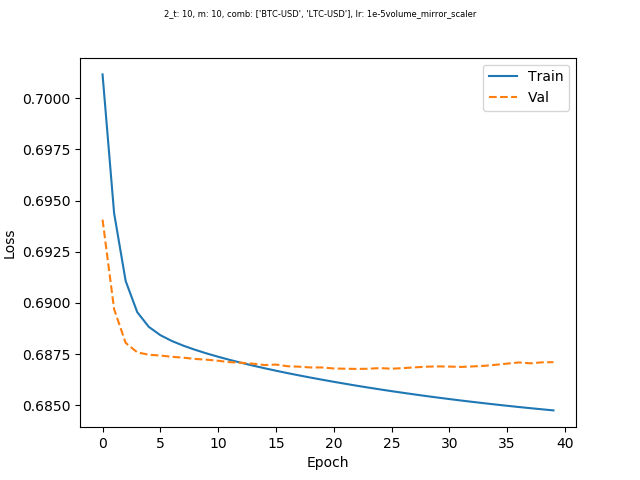 2_t: 10, m: 10, comb: ['BTC-USD', 'LTC-USD'], lr: 1e-5volume_mirror_scaler
Train
Val
0.7000
0.6975
0.6950
0.6925
0.6900
0.6875
0.6850
Loss
0 5 10 15 20 25 30 35 40
Epoch